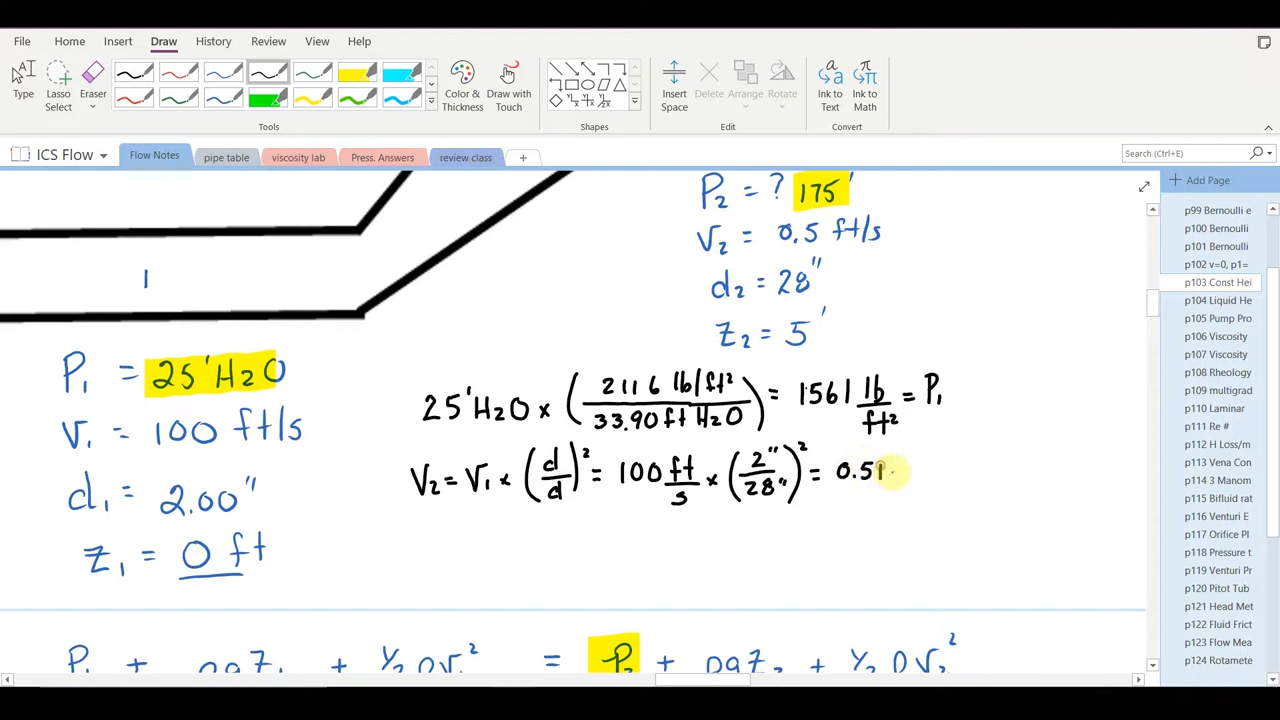 File Home Insert Draw History Review View Help
Type Lasso Select Eraser Color & Thickness Draw with Touch Insert Space Delete Arrange Rotate Ink to Text Ink to Math
Tools Shapes Edit Convert
ICS Flow Flow Notes pipe table viscosity lab Press. Answers review class + Search (Ctrl+E)
Add Page
p99 Bernoulli e
p100 Bernoulli
p101 Bernoulli
p102 v=0, p1=
p103 Const Hei
p104 Liquid He
p105 Pump Pro
p106 Viscosity
p107 Viscosity
p108 Rheology
p109 multigrad
p110 Laminar
p111 Re #
p112 H Loss/m
p113 Vena Con
p114 3 Manom
p115 Bifluid rat
p116 Venturi E
p117 Orifice Pl
p118 Pressure t
p119 Venturi Pr
p120 Pitot Tub
p121 Head Met
p122 Fluid Frict
p123 Flow Mea
p124 Rotamete
P₂ = ? 175'
V₂ = 0.5 ft/s
d₂ = 28"
Z₂ = 5'
1
P₁ = 25'H2O
V₁ = 100 ft/s
d₁ = 2.00"
Z₁ = 0 ft
25'H2O × (2116 lb/ft² / 33.90 ft H2O) = 1561 lb/ft² = P₁
V₂ = V₁ × (d/d)² = 100 ft/s × (2"/28")² = 0.51
P₁ + ρgZ₁ + ½ρV₁² = P₂ + ρgZ₂ + ½ρV₂²